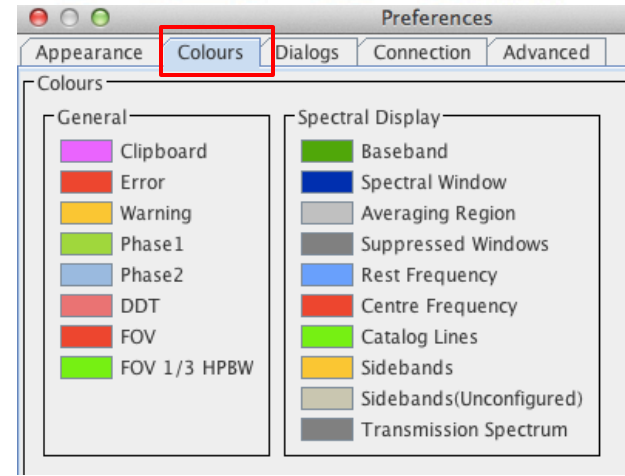 Preferences
Appearance Colours Dialogs Connection Advanced
Colours
General
Clipboard
Error
Warning
Phase1
Phase2
DDT
FOV
FOV 1/3 HPBW
Spectral Display
Baseband
Spectral Window
Averaging Region
Suppressed Windows
Rest Frequency
Centre Frequency
Catalog Lines
Sidebands
Sidebands(Unconfigured)
Transmission Spectrum